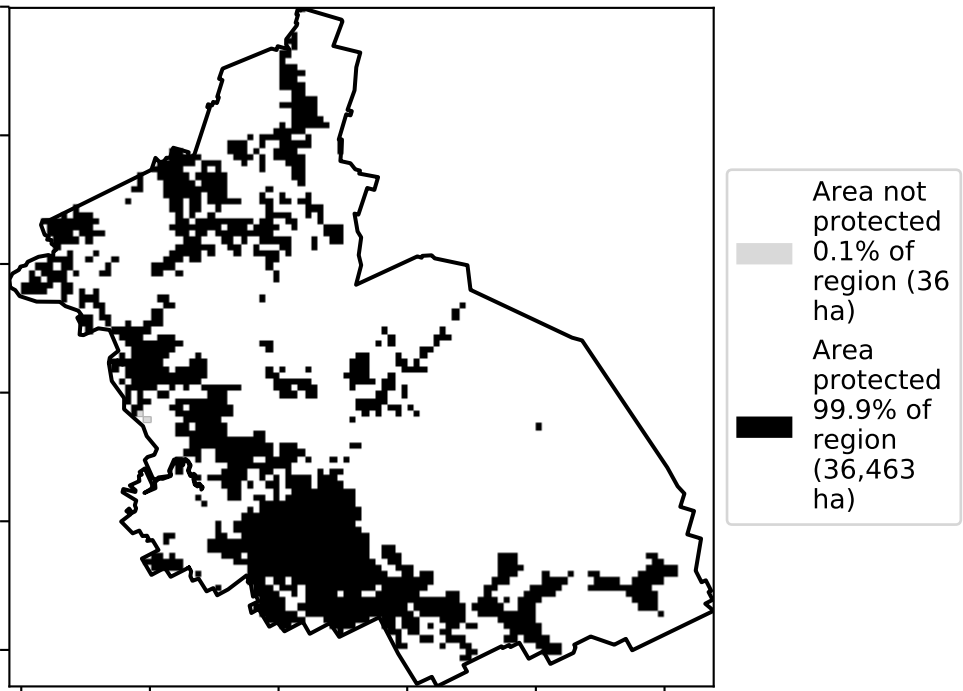 Area not
protected
0.1% of
region (36
ha)
Area
protected
99.9% of
region
(36,463
ha)